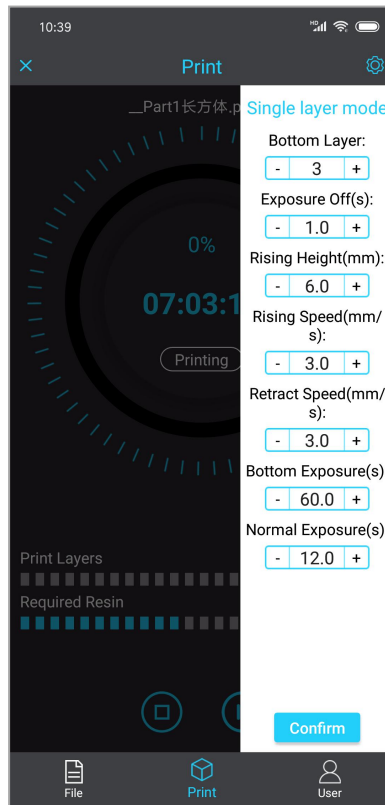 10:39
HD
Print
__Part1长方体.p
0%
07:03:1
Printing
Print Layers
Required Resin
Single layer mode
Bottom Layer:
- 3 +
Exposure Off(s):
- 1.0 +
Rising Height(mm):
- 6.0 +
Rising Speed(mm/
s):
- 3.0 +
Retract Speed(mm/
s):
- 3.0 +
Bottom Exposure(s)
- 60.0 +
Normal Exposure(s)
- 12.0 +
Confirm
File
Print
User